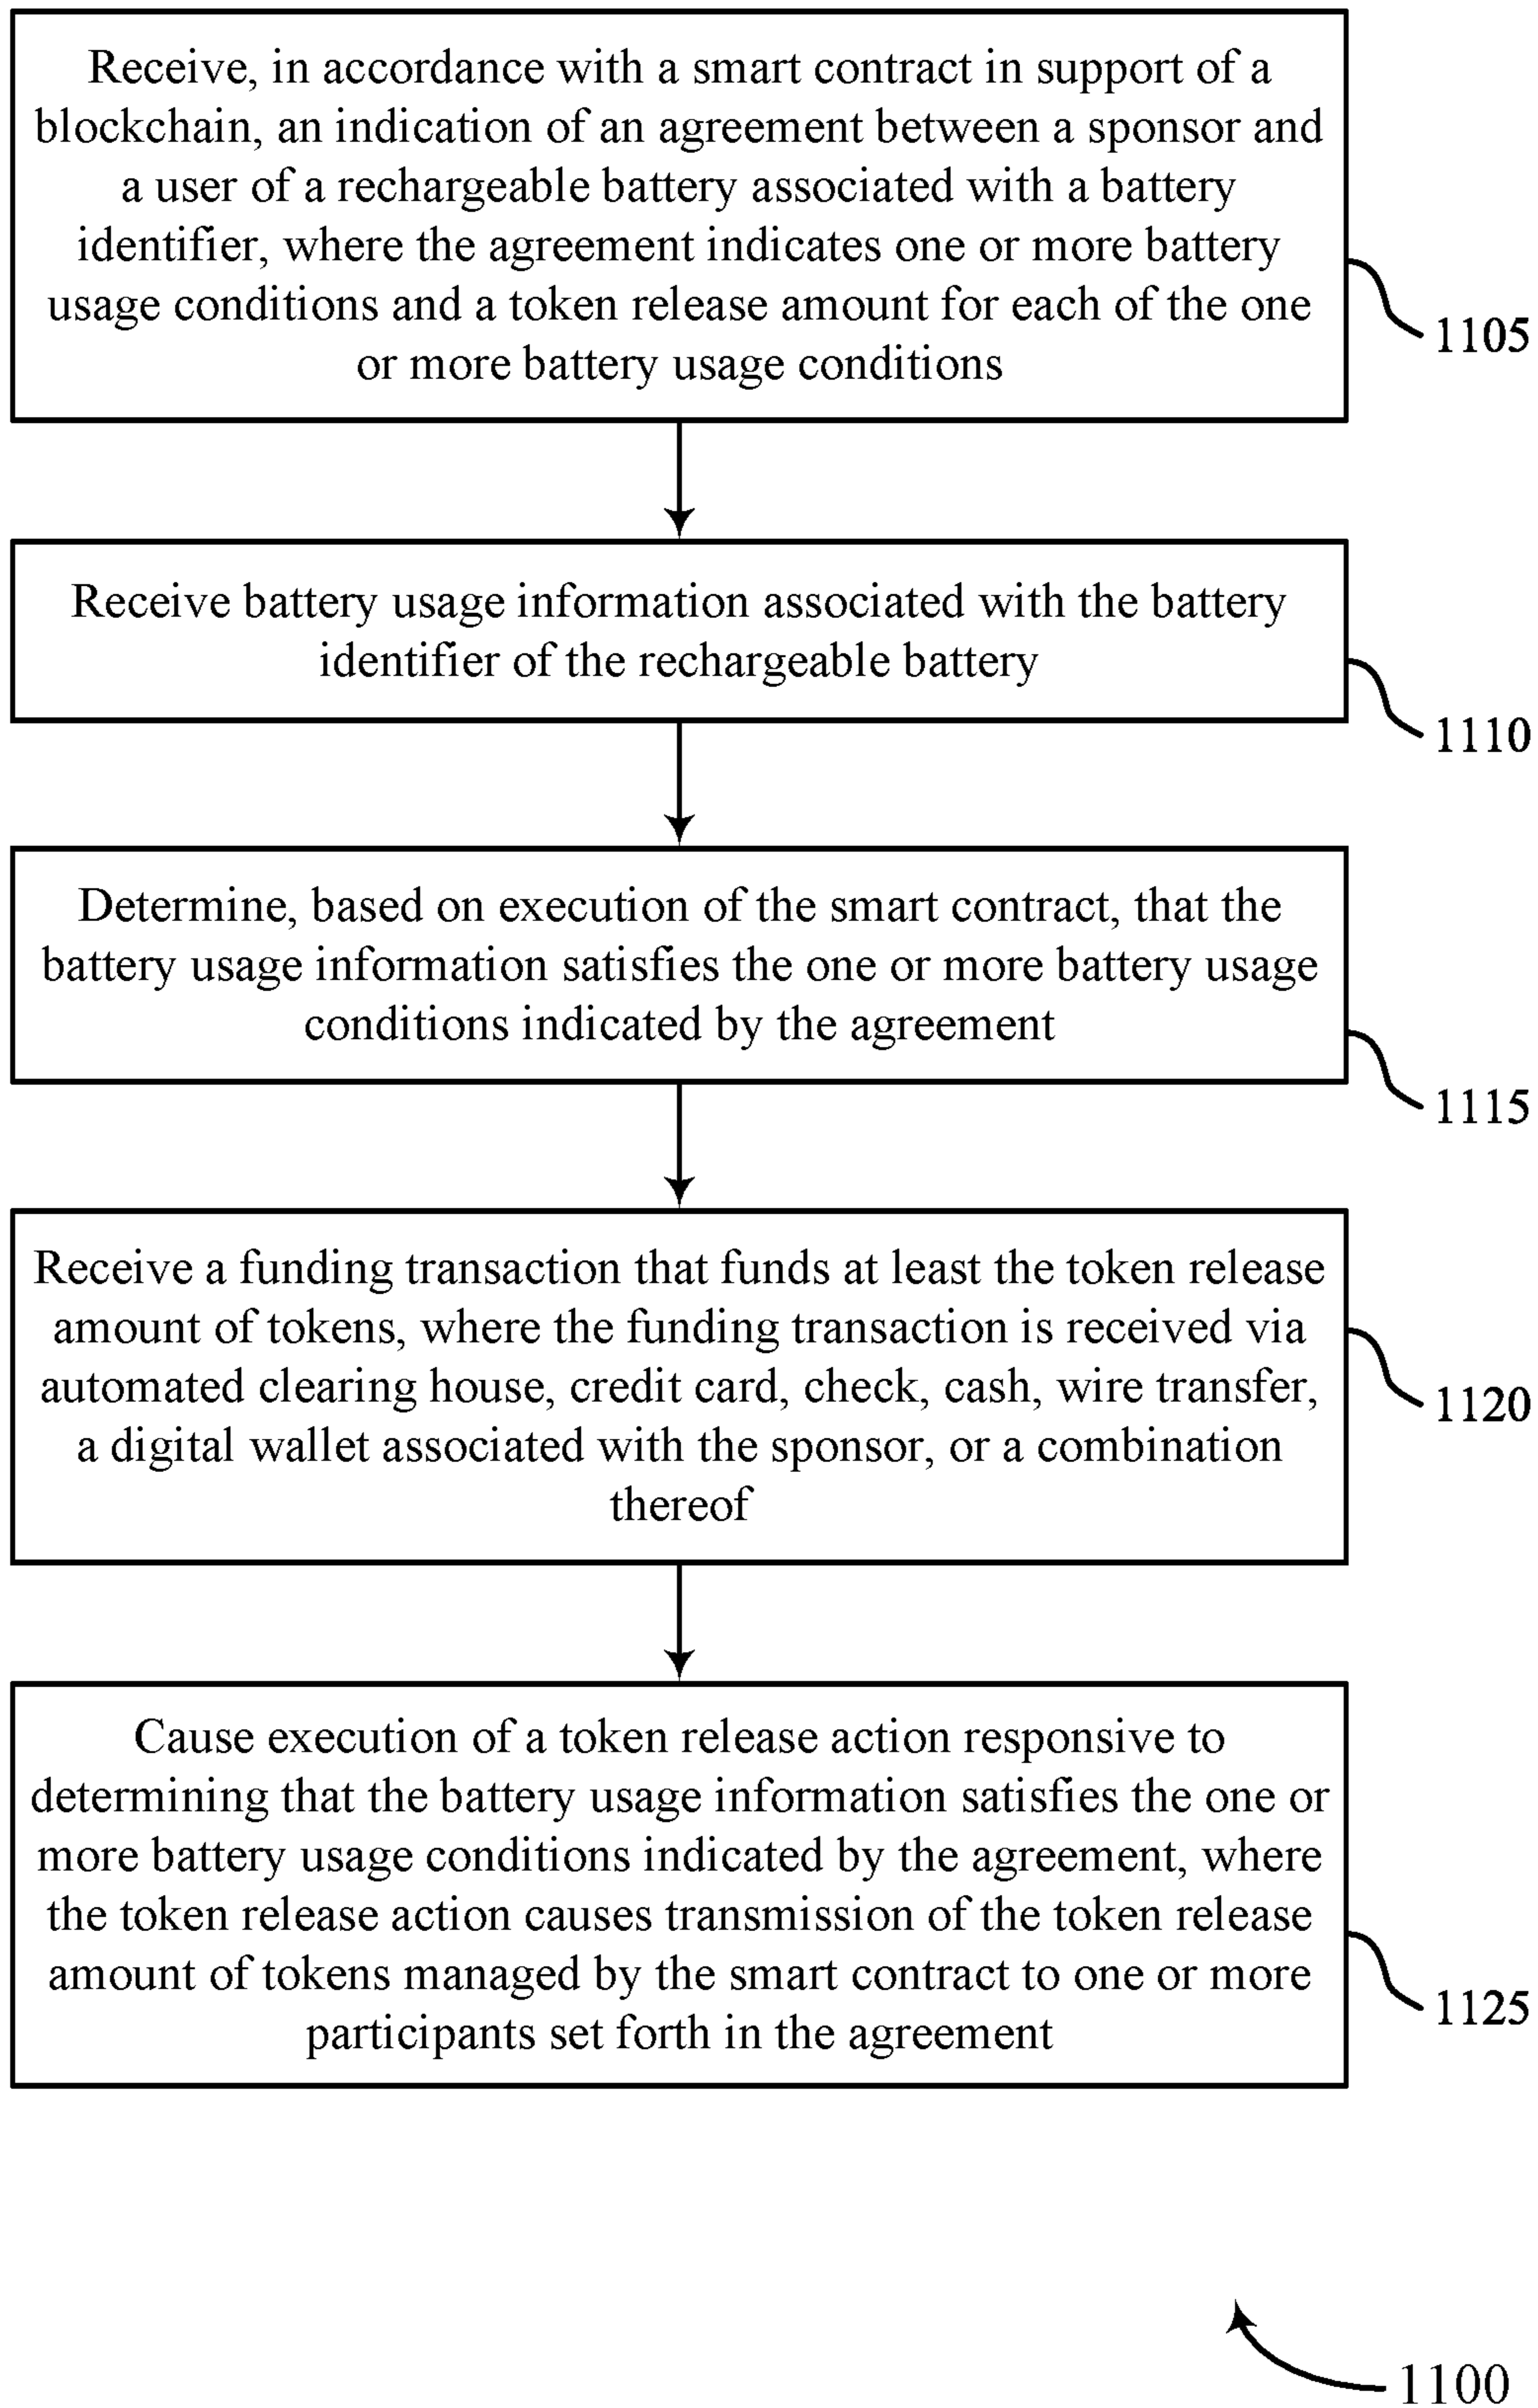 Receive, in accordance with a smart contract in support of a
blockchain, an indication of an agreement between a sponsor and
a user of a rechargeable battery associated with a battery
identifier, where the agreement indicates one or more battery
usage conditions and a token release amount for each of the one
or more battery usage conditions
1105
Receive battery usage information associated with the battery
identifier of the rechargeable battery
1110
Determine, based on execution of the smart contract, that the
battery usage information satisfies the one or more battery usage
conditions indicated by the agreement
1115
Receive a funding transaction that funds at least the token release
amount of tokens, where the funding transaction is received via
automated clearing house, credit card, check, cash, wire transfer,
a digital wallet associated with the sponsor, or a combination
thereof
1120
Cause execution of a token release action responsive to
determining that the battery usage information satisfies the one or
more battery usage conditions indicated by the agreement, where
the token release action causes transmission of the token release
amount of tokens managed by the smart contract to one or more
participants set forth in the agreement
1125
1100